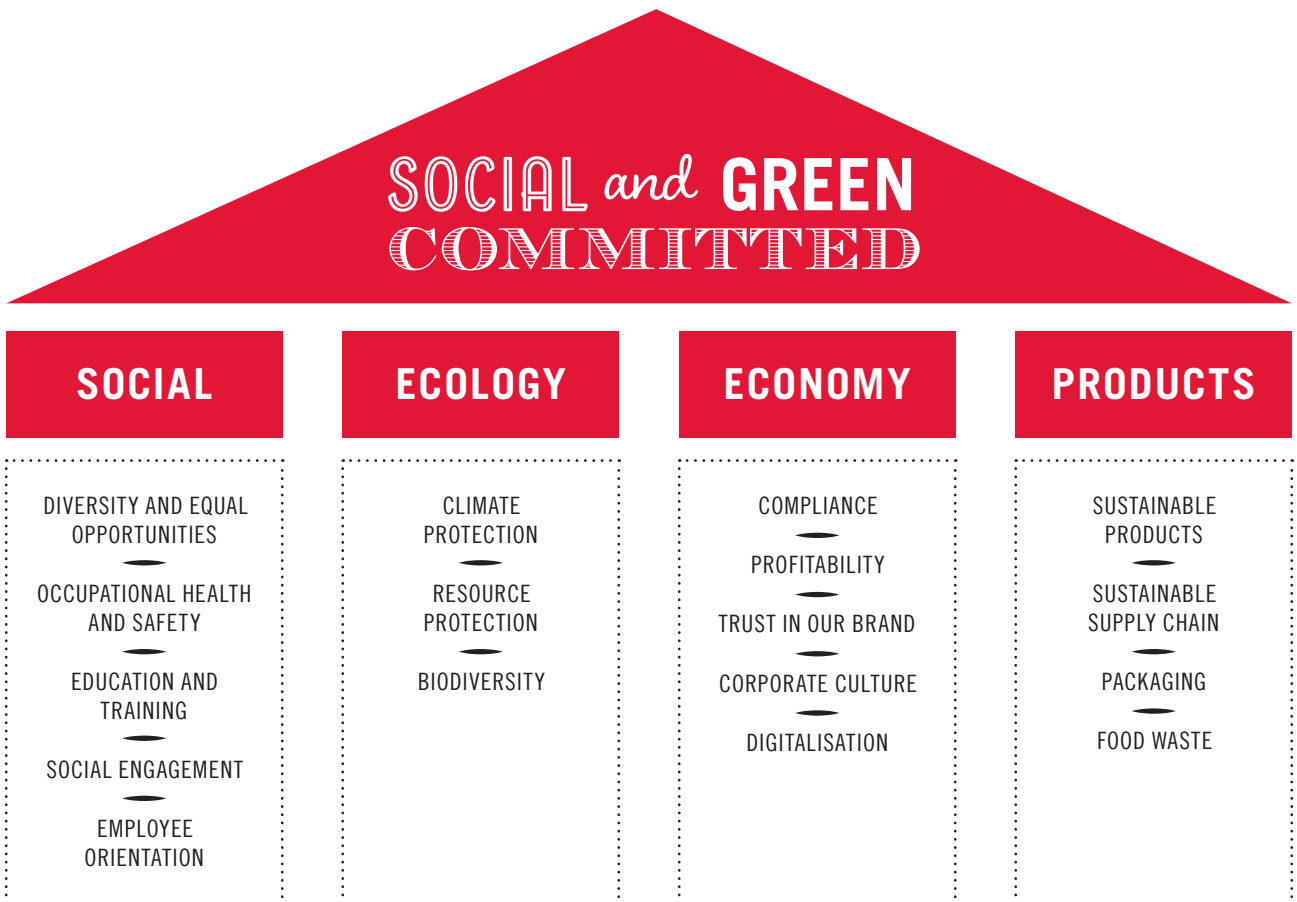 SOCIAL and GREEN
COMMITTED
SOCIAL
DIVERSITY AND EQUAL
OPPORTUNITIES
OCCUPATIONAL HEALTH
AND SAFETY
EDUCATION AND
TRAINING
SOCIAL ENGAGEMENT
EMPLOYEE
ORIENTATION
ECOLOGY
CLIMATE
PROTECTION
RESOURCE
PROTECTION
BIODIVERSITY
ECONOMY
COMPLIANCE
PROFITABILITY
TRUST IN OUR BRAND
CORPORATE CULTURE
DIGITALISATION
PRODUCTS
SUSTAINABLE
PRODUCTS
SUSTAINABLE
SUPPLY CHAIN
PACKAGING
FOOD WASTE